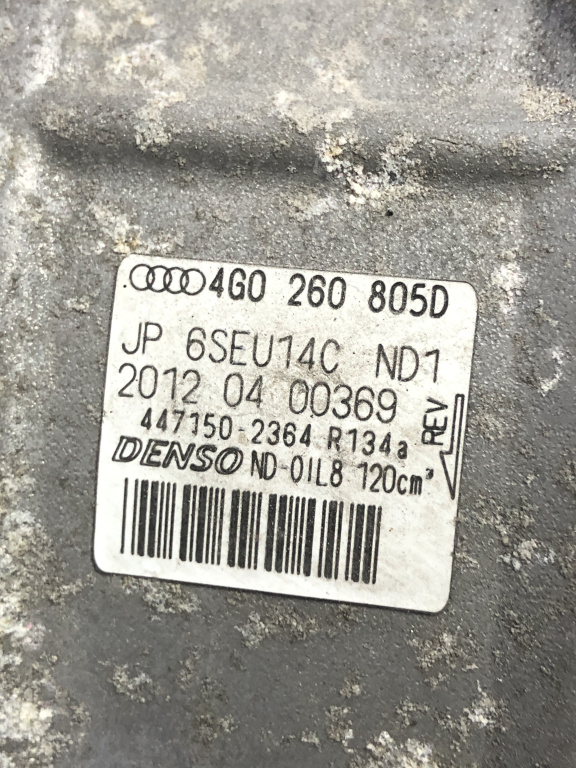 4G0 260 805D
JP 6SEU14C ND1
2012 04 00369
447150-2364 R134a
REV
DENSO ND-OIL8 120cm³